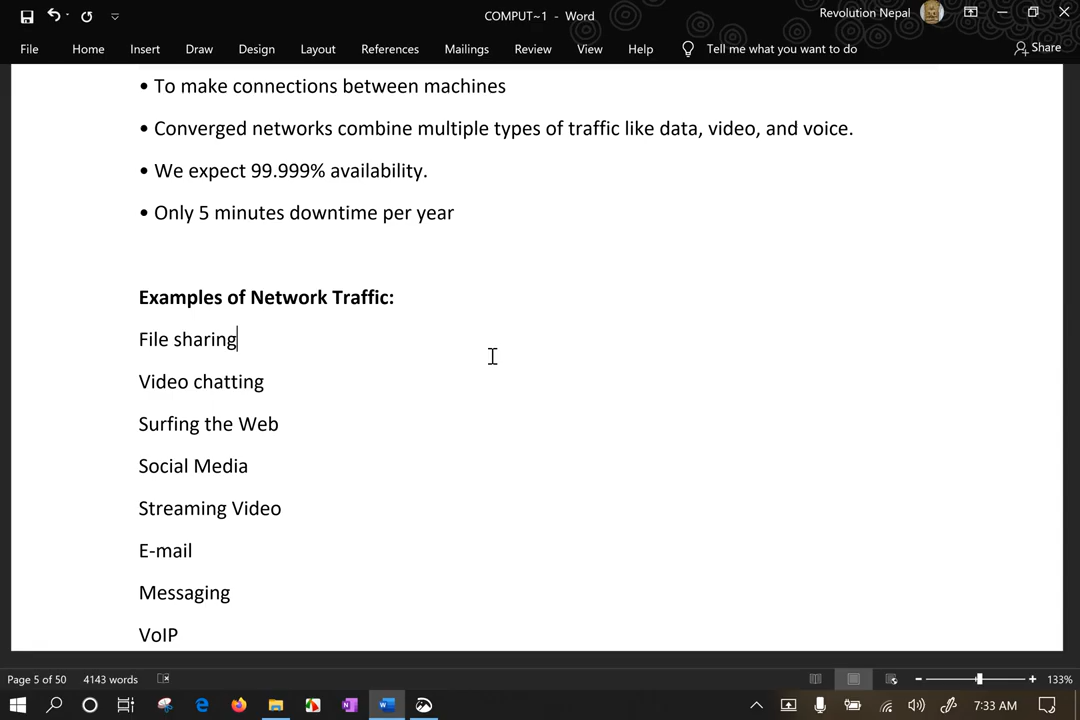 COMPUT~1 - Word
Revolution Nepal
File Home Insert Draw Design Layout References Mailings Review View Help Tell me what you want to do Share
• To make connections between machines
• Converged networks combine multiple types of traffic like data, video, and voice.
• We expect 99.999% availability.
• Only 5 minutes downtime per year
Examples of Network Traffic:
File sharing
Video chatting
Surfing the Web
Social Media
Streaming Video
E-mail
Messaging
VoIP
Page 5 of 50 4143 words 133%
7:33 AM